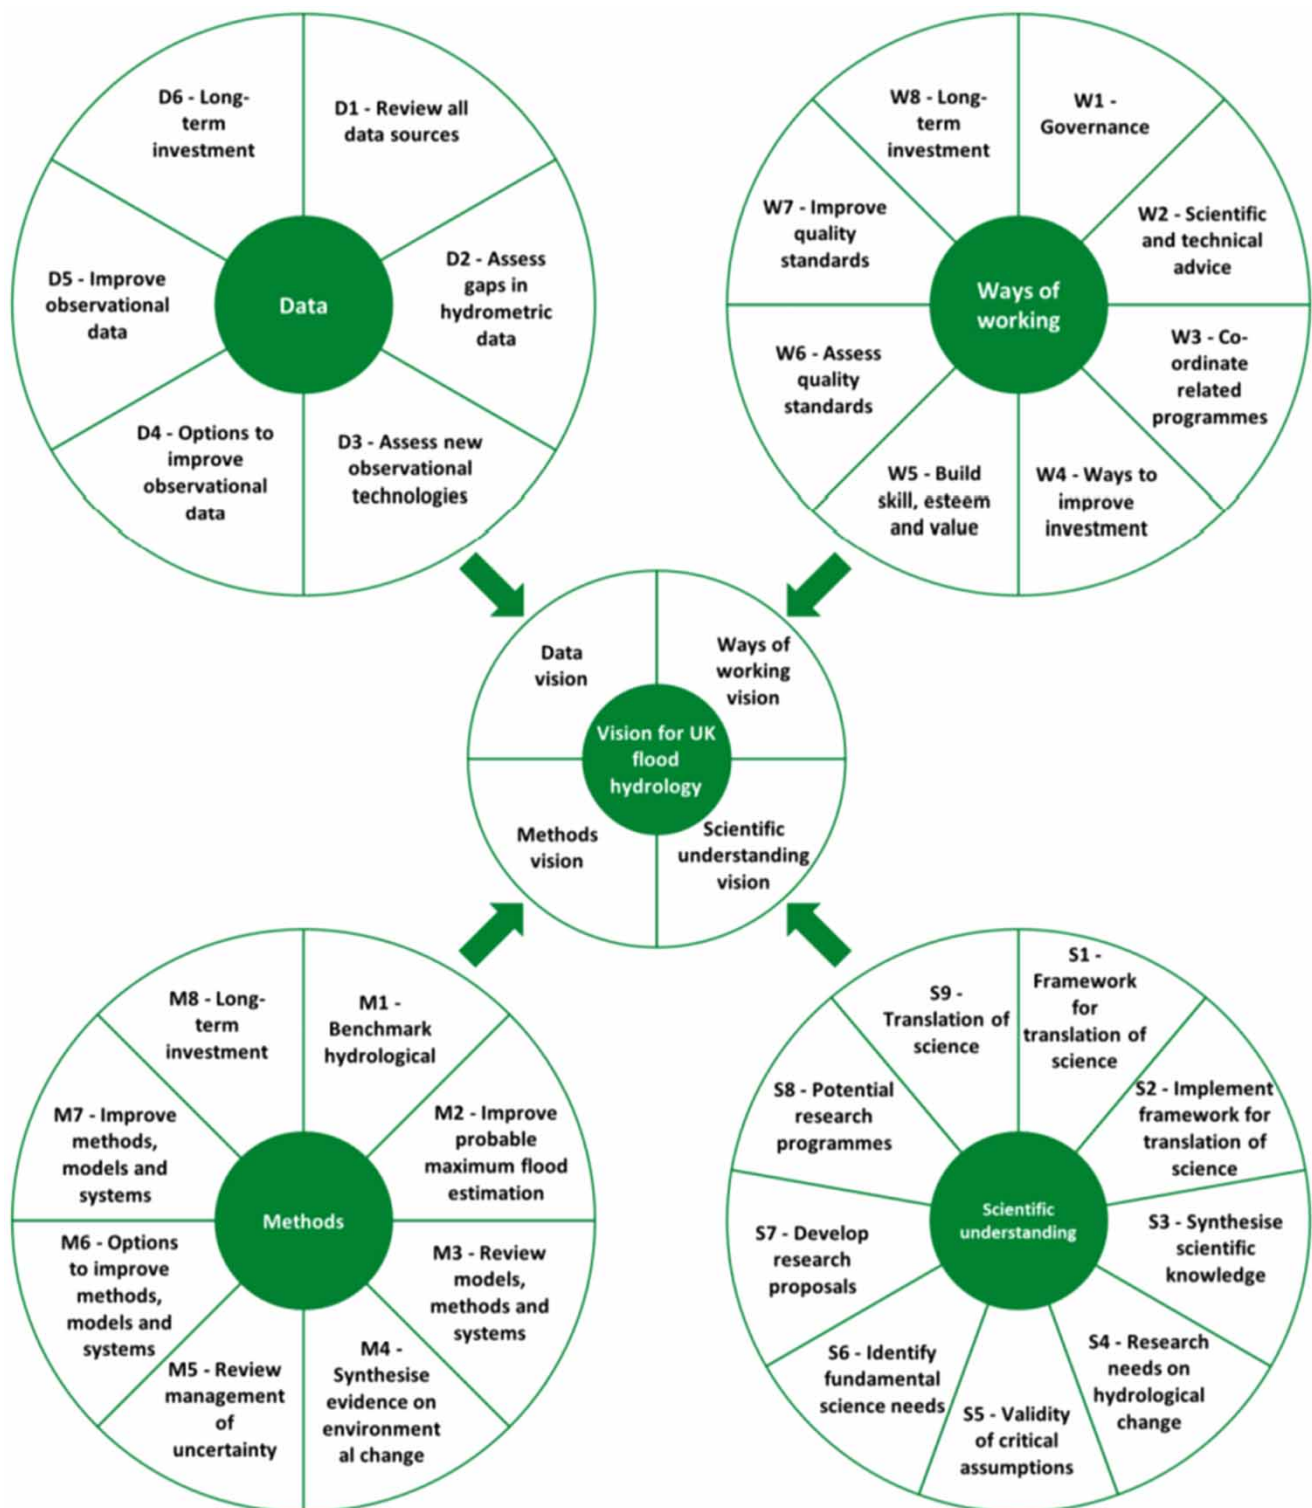 D6 - Long-
term
investment
D1 - Review all
data sources
D5 - Improve
observational
data
Data
D2 - Assess
gaps in
hydrometric
data
D4 - Options to
improve
observational
data
D3 - Assess new
observational
technologies
W8 - Long-
term
investment
W1 -
Governance
W7 - Improve
quality
standards
W2 - Scientific
and technical
advice
Ways of
working
W6 - Assess
quality
standards
W3 - Co-
ordinate
related
programmes
W5 - Build
skill, esteem
and value
W4 - Ways to
improve
investment
Data
vision
Ways of
working
vision
Vision for UK
flood
hydrology
Methods
vision
Scientific
understanding
vision
M8 - Long-
term
investment
M1 -
Benchmark
hydrological
M7 - Improve
methods,
models and
systems
M2 - Improve
probable
maximum flood
estimation
Methods
M6 - Options
to improve
methods,
models and
systems
M3 - Review
models,
methods and
systems
M5 - Review
management
of
uncertainty
M4 -
Synthesise
evidence on
environment
al change
S9 -
Translation of
science
S1 -
Framework
for
translation of
science
S8 - Potential
research
programmes
S2 - Implement
framework for
translation of
science
Scientific
understanding
S7 - Develop
research
proposals
S3 - Synthesise
scientific
knowledge
S6 - Identify
fundamental
science needs
S4 - Research
needs on
hydrological
change
S5 - Validity
of critical
assumptions